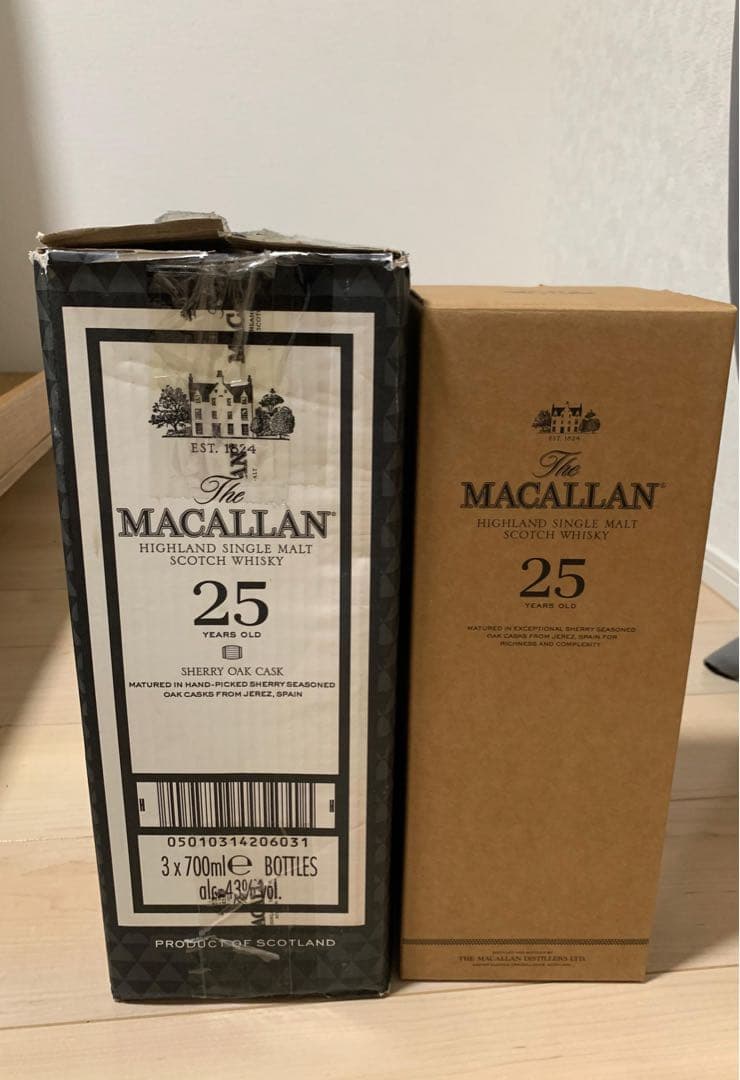 EST. 1824
The
MACALLAN
HIGHLAND SINGLE MALT
SCOTCH WHISKY
25
YEARS OLD
SHERRY OAK CASK
MATURED IN HAND-PICKED SHERRY SEASONED
OAK CASKS FROM JEREZ, SPAIN
05010314206031
3 x 700ml e BOTTLES
alc 43% vol.
PRODUCT OF SCOTLAND
EST. 1824
The
MACALLAN
HIGHLAND SINGLE MALT
SCOTCH WHISKY
25
YEARS OLD
MATURED IN EXCEPTIONAL SHERRY SEASONED
OAK CASKS FROM JEREZ, SPAIN FOR
RICHNESS AND COMPLEXITY
THE MACALLAN DISTILLERS LTD.